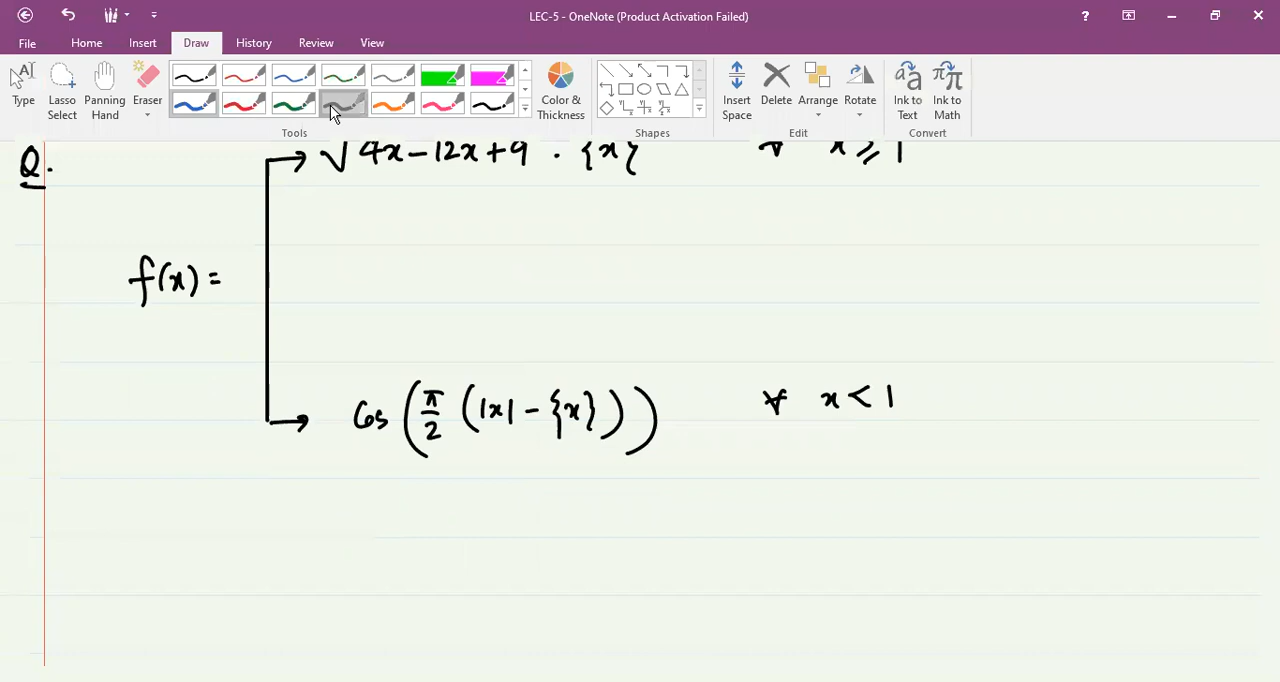 LEC-5 - OneNote (Product Activation Failed)
?
File Home Insert Draw History Review View
Type
Lasso Select
Panning Hand
Eraser
Color & Thickness
Insert Space
Delete
Arrange
Rotate
Ink to Text
Ink to Math
Tools
Shapes
Edit
Convert
Q. √4x-12x+9 . {x} ∀ x ≥ 1
f(x) =
Cos(π/2 (|x| - {x})) ∀ x < 1